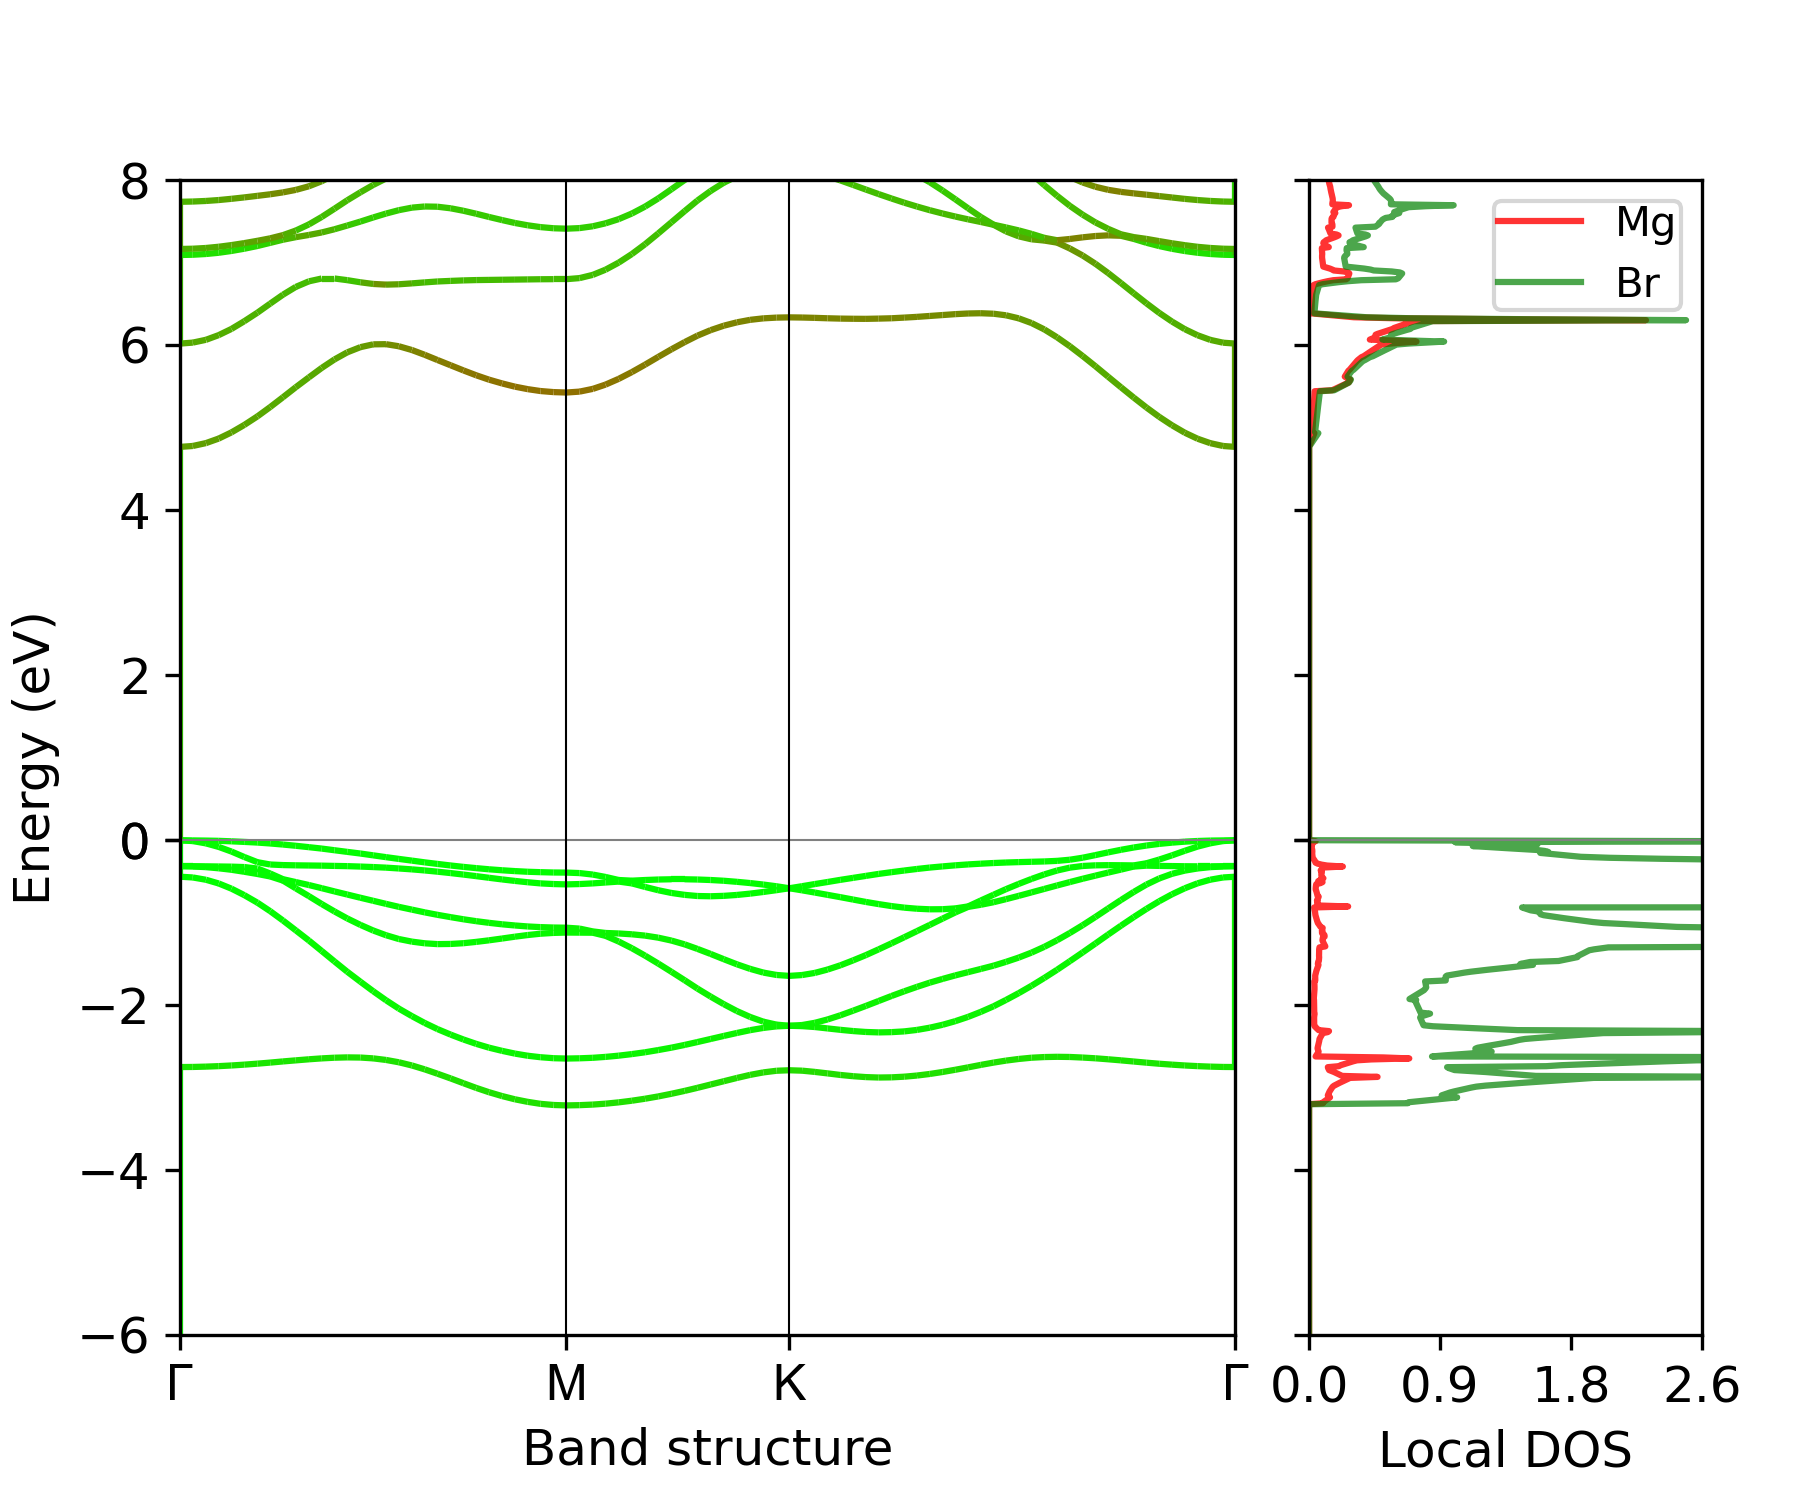 8
6
4
2
0
−2
−4
−6
Energy (eV)
Γ M K Γ
Band structure
Mg
Br
0.0 0.9 1.8 2.6
Local DOS